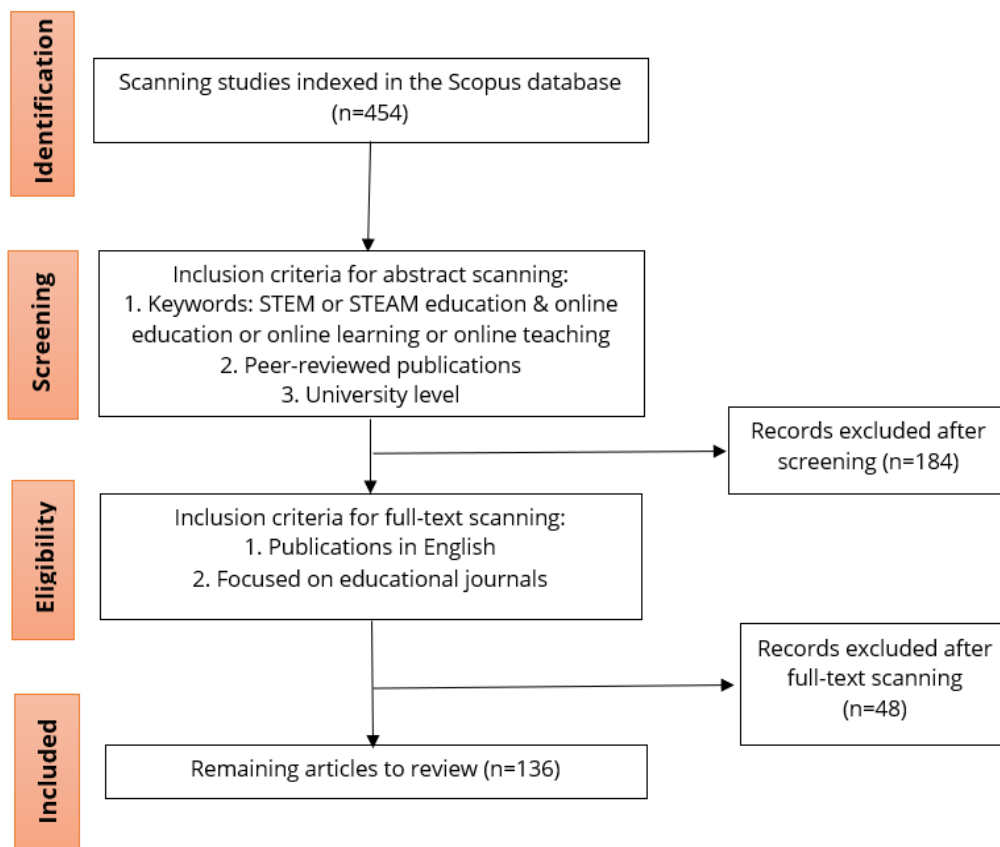 Identification
Scanning studies indexed in the Scopus database
(n=454)
Screening
Inclusion criteria for abstract scanning:
1. Keywords: STEM or STEAM education & online
education or online learning or online teaching
2. Peer-reviewed publications
3. University level
Records excluded after
screening (n=184)
Eligibility
Inclusion criteria for full-text scanning:
1. Publications in English
2. Focused on educational journals
Records excluded after
full-text scanning
(n=48)
Included
Remaining articles to review (n=136)